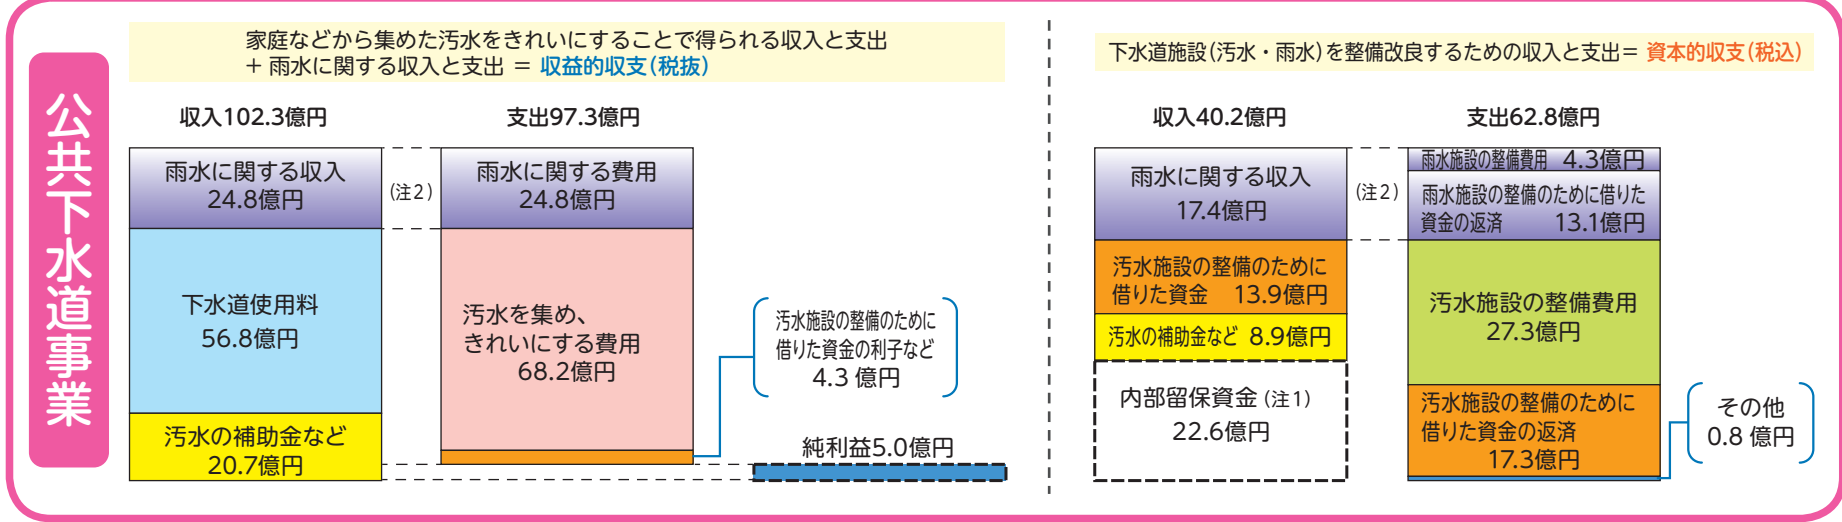 公共下水道事業
家庭などから集めた汚水をきれいにすることで得られる収入と支出
+ 雨水に関する収入と支出 = 収益的収支(税抜)
収入102.3億円
支出97.3億円
雨水に関する収入
24.8億円
(注2)
雨水に関する費用
24.8億円
下水道使用料
56.8億円
汚水を集め、
きれいにする費用
68.2億円
汚水施設の整備のために
借りた資金の利子など
4.3 億円
汚水の補助金など
20.7億円
純利益5.0億円
下水道施設(汚水・雨水)を整備改良するための収入と支出= 資本的収支(税込)
収入40.2億円
支出62.8億円
雨水に関する収入
17.4億円
(注2)
雨水施設の整備費用 4.3億円
雨水施設の整備のために借りた
資金の返済 13.1億円
汚水施設の整備のために
借りた資金 13.9億円
汚水の補助金など 8.9億円
内部留保資金(注1)
22.6億円
汚水施設の整備費用
27.3億円
汚水施設の整備のために
借りた資金の返済
17.3億円
その他
0.8 億円